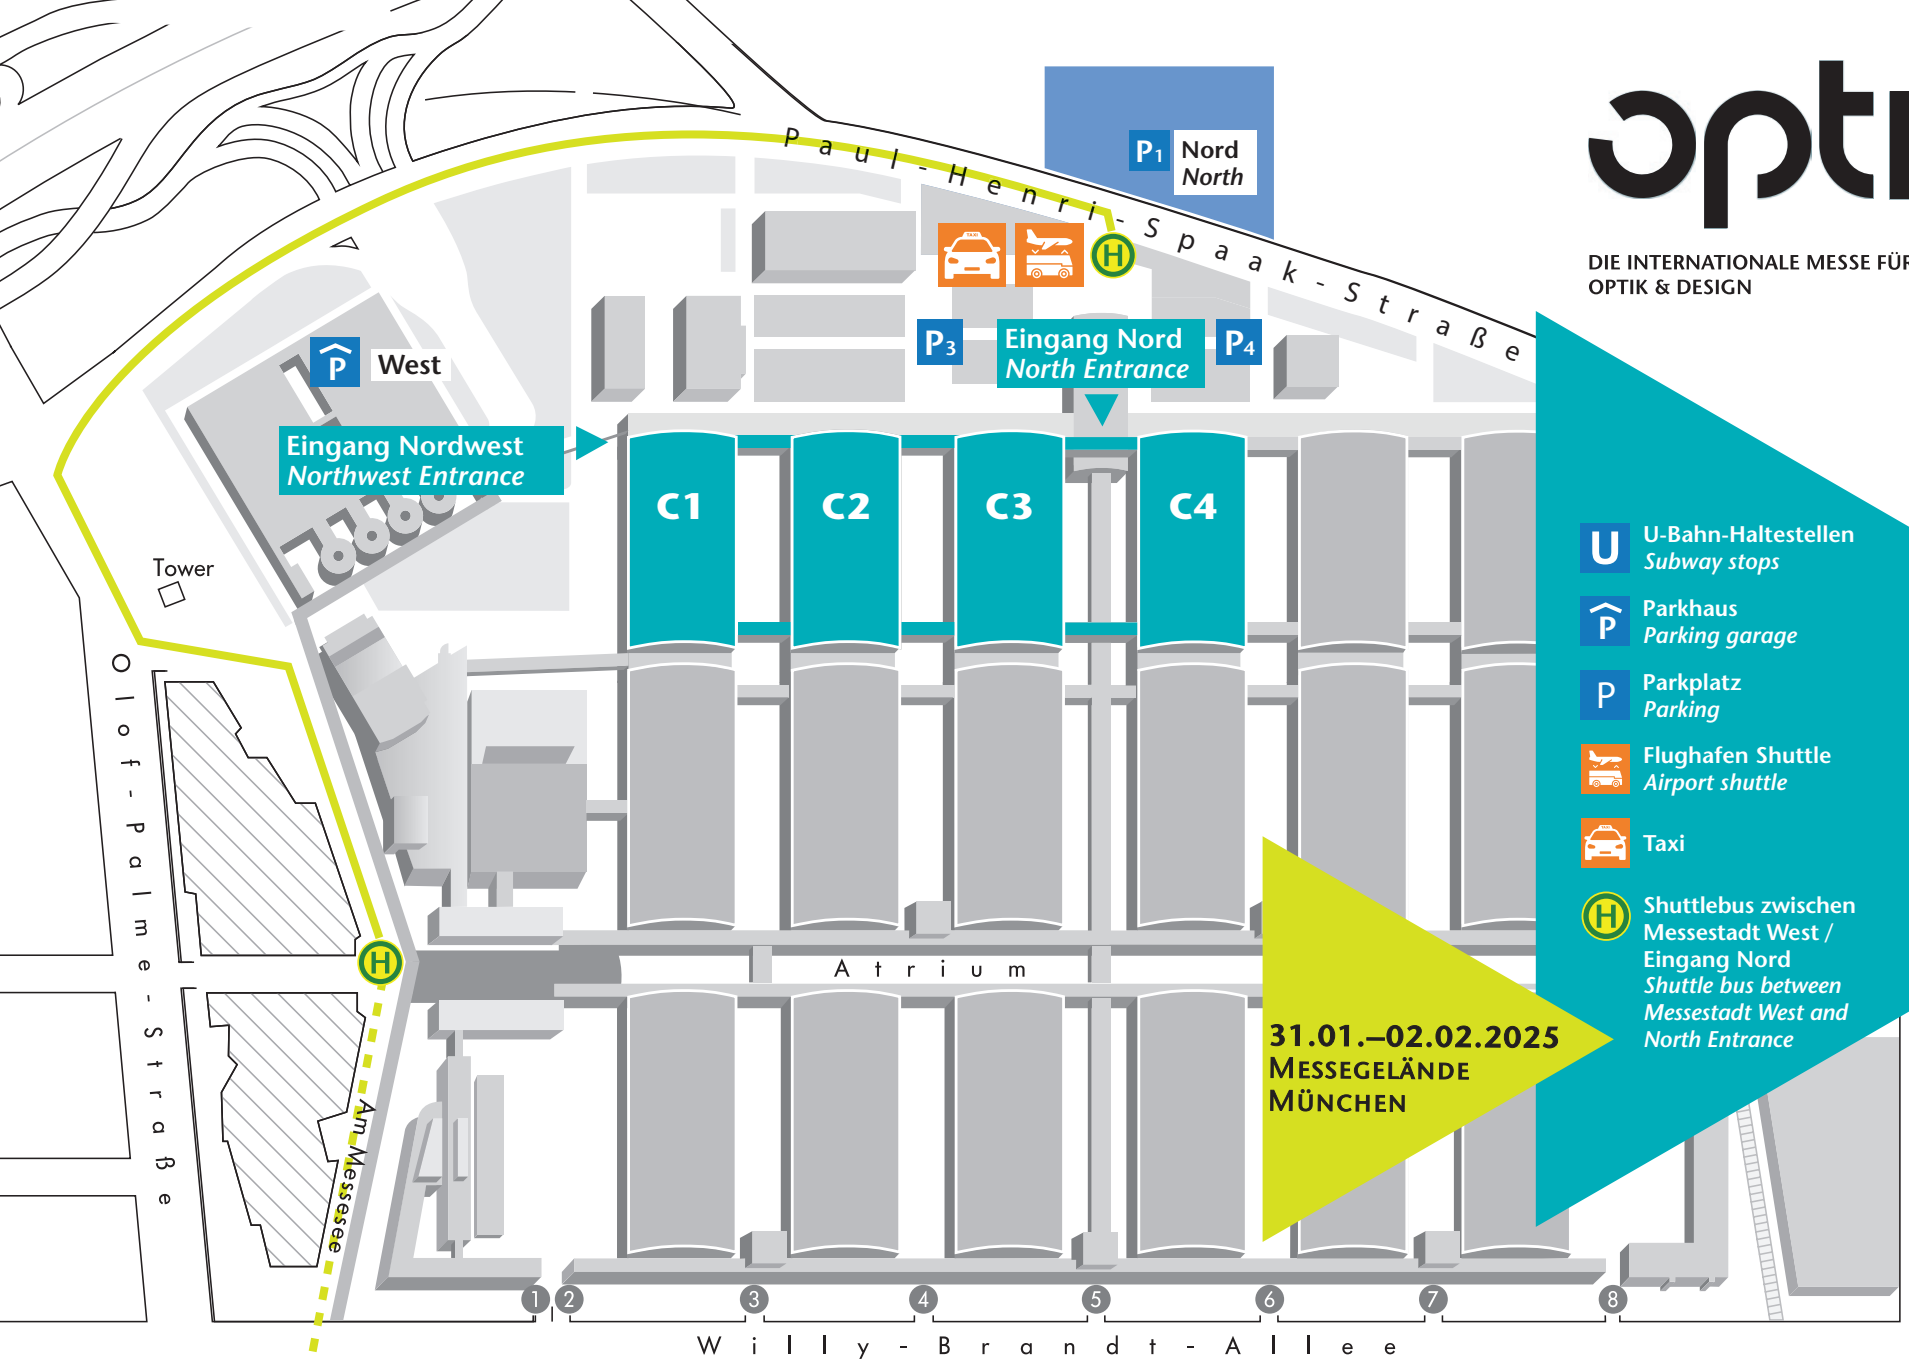 opti
DIE INTERNATIONALE MESSE FÜR
OPTIK & DESIGN
Paul-Henri-Spaak-Straße
P1 Nord
North
P West
P3
Eingang Nord
North Entrance
P4
H
TAXI
Eingang Nordwest
Northwest Entrance
C1
C2
C3
C4
Tower
Olof-Palme-Straße
H
Atrium
Am Messesee
31.01.–02.02.2025
MESSEGELÄNDE
MÜNCHEN
U U-Bahn-Haltestellen
Subway stops
P Parkhaus
Parking garage
P Parkplatz
Parking
Flughafen Shuttle
Airport shuttle
TAXI Taxi
H Shuttlebus zwischen
Messestadt West /
Eingang Nord
Shuttle bus between
Messestadt West and
North Entrance
1 2 3 4 5 6 7 8
Willy-Brandt-Allee